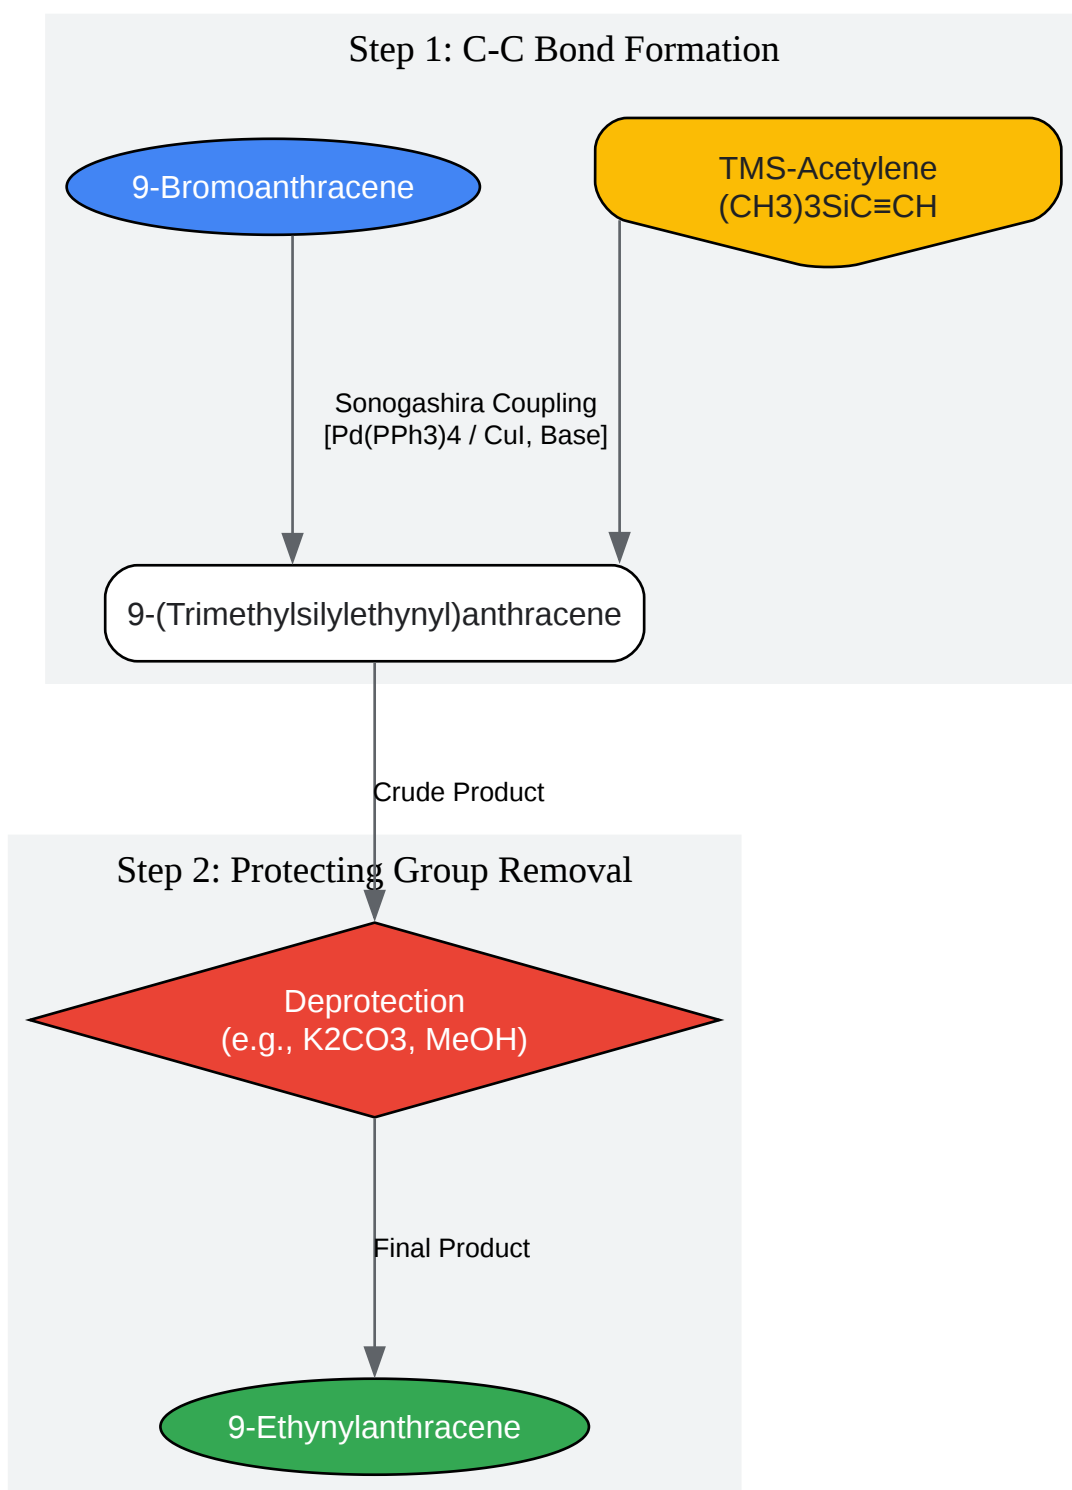 Step 1: C-C Bond Formation
9-Bromoanthracene
TMS-Acetylene
(CH3)3SiC≡CH
Sonogashira Coupling
[Pd(PPh3)4 / CuI, Base]
9-(Trimethylsilylethynyl)anthracene
Crude Product
Step 2: Protecting Group Removal
Deprotection
(e.g., K2CO3, MeOH)
Final Product
9-Ethynylanthracene